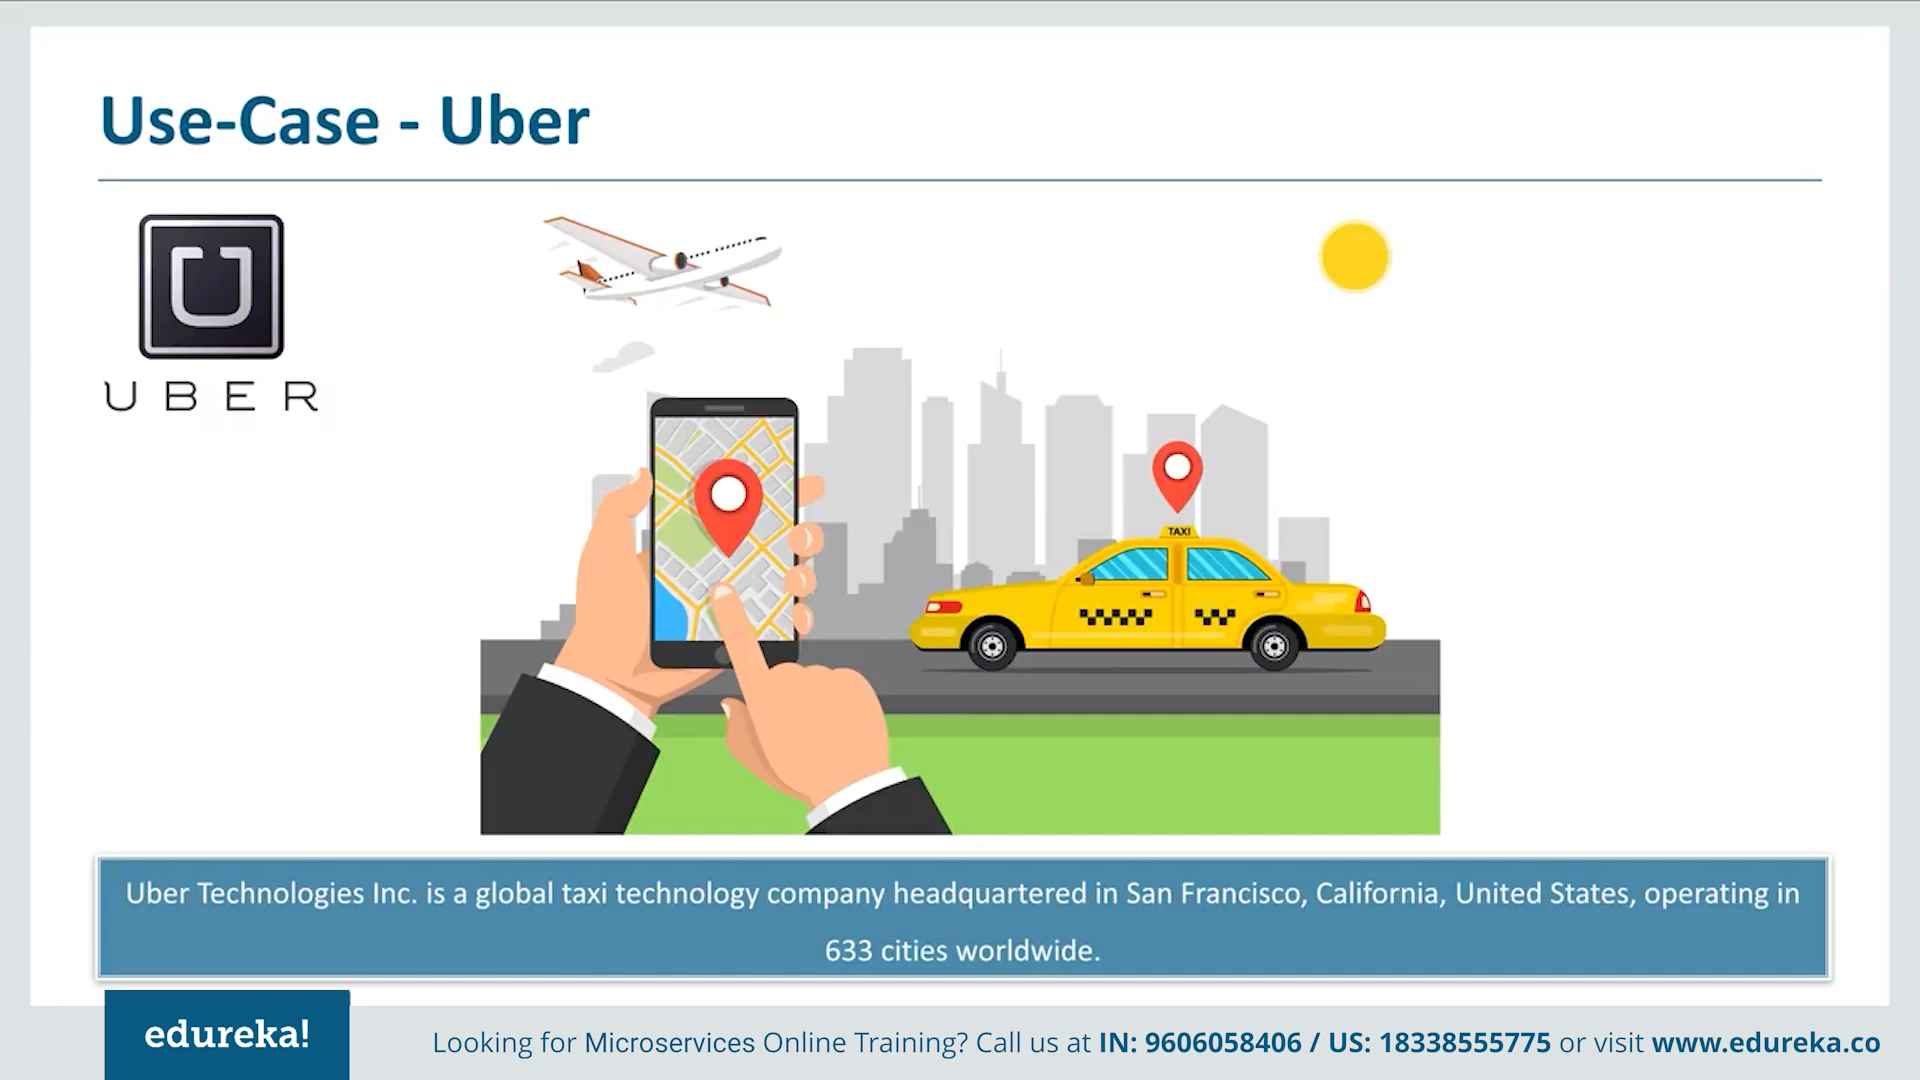 Use-Case - Uber
U
UBER
TAXI
Uber Technologies Inc. is a global taxi technology company headquartered in San Francisco, California, United States, operating in
633 cities worldwide.
edureka!
Looking for Microservices Online Training? Call us at IN: 9606058406 / US: 18338555775 or visit www.edureka.co